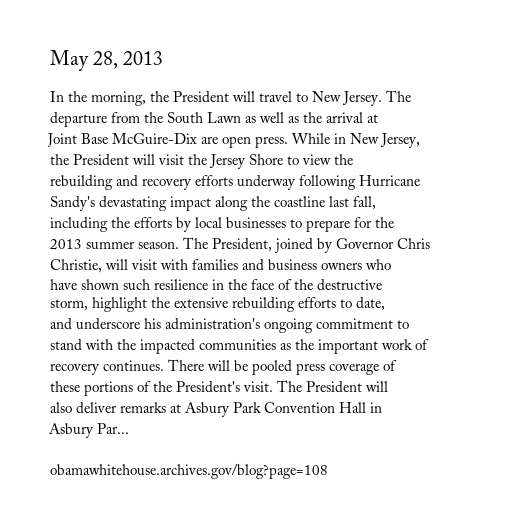 May 28, 2013
In the morning, the President will travel to New Jersey. The
departure from the South Lawn as well as the arrival at
Joint Base McGuire-Dix are open press. While in New Jersey,
the President will visit the Jersey Shore to view the
rebuilding and recovery efforts underway following Hurricane
Sandy's devastating impact along the coastline last fall,
including the efforts by local businesses to prepare for the
2013 summer season. The President, joined by Governor Chris
Christie, will visit with families and business owners who
have shown such resilience in the face of the destructive
storm, highlight the extensive rebuilding efforts to date,
and underscore his administration's ongoing commitment to
stand with the impacted communities as the important work of
recovery continues. There will be pooled press coverage of
these portions of the President's visit. The President will
also deliver remarks at Asbury Park Convention Hall in
Asbury Par...
obamawhitehouse.archives.gov/blog?page=108